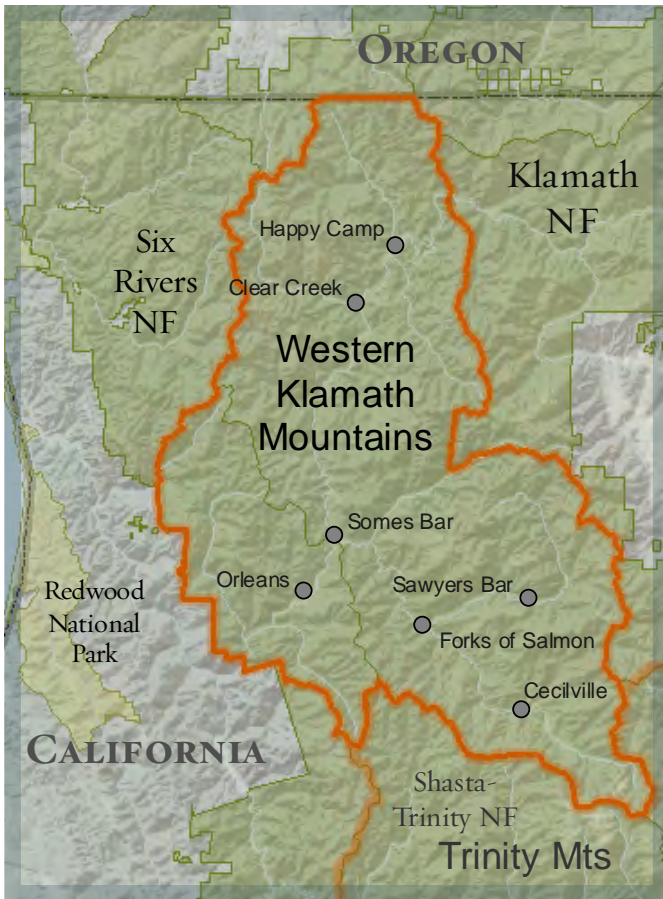 OREGON
Klamath
NF
Happy Camp
Six
Rivers
NF
Clear Creek
Western
Klamath
Mountains
Somes Bar
Orleans
Sawyers Bar
Redwood
National
Park
Forks of Salmon
Cecilville
CALIFORNIA
Shasta-
Trinity NF
Trinity Mts